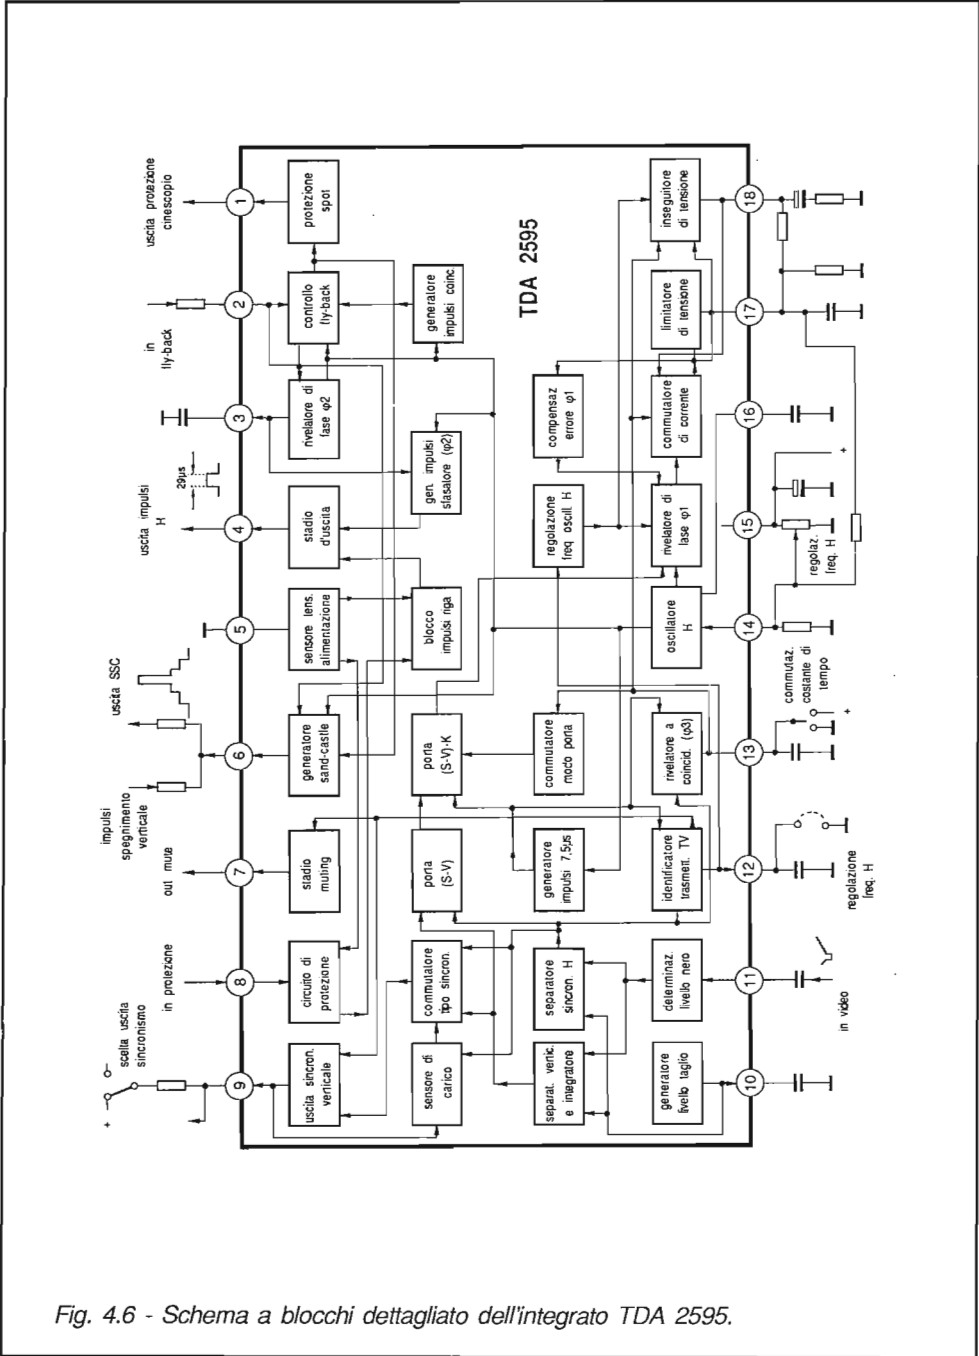 uscita protezione
cinescopio
in
fly-back
29µs
uscita impulsi
H
uscita SSC
impulsi
spegnimento
verticale
out mute
in protezione
scelta uscita
sincronismo
+
-
1
2
3
4
5
6
7
8
9
protezione
spot
controllo
fly-back
rivelatore di
fase φ2
stadio
d'uscita
sensore tens.
alimentazione
generatore
sand-castle
stadio
muting
circuito di
protezione
uscita sincron.
verticale
generatore
impulsi coinc.
gen. impulsi
sfasatore (φ2)
blocco
impulsi riga
porta
(S-V)·K
porta
(S-V)
commutatore
tipo sincron.
sensore di
carico
TDA 2595
compensaz
errore φ1
regolazione
freq oscill. H
commutatore
modo porta
generatore
impulsi 7,5µs
separatore
sincron. H
separat. vertic.
e integratore
inseguitore
di tensione
limitatore
di tensione
commutatore
di corrente
rivelatore di
fase φ1
oscillatore
H
rivelatore a
coincid. (φ3)
identificatore
trasment. TV
determinaz.
livello nero
generatore
livello taglio
18
17
16
15
14
13
12
11
10
+
regolaz.
freq. H
commutaz.
costante di
tempo
+
regolazione
freq. H
in video
Fig. 4.6 - Schema a blocchi dettagliato dell'integrato TDA 2595.